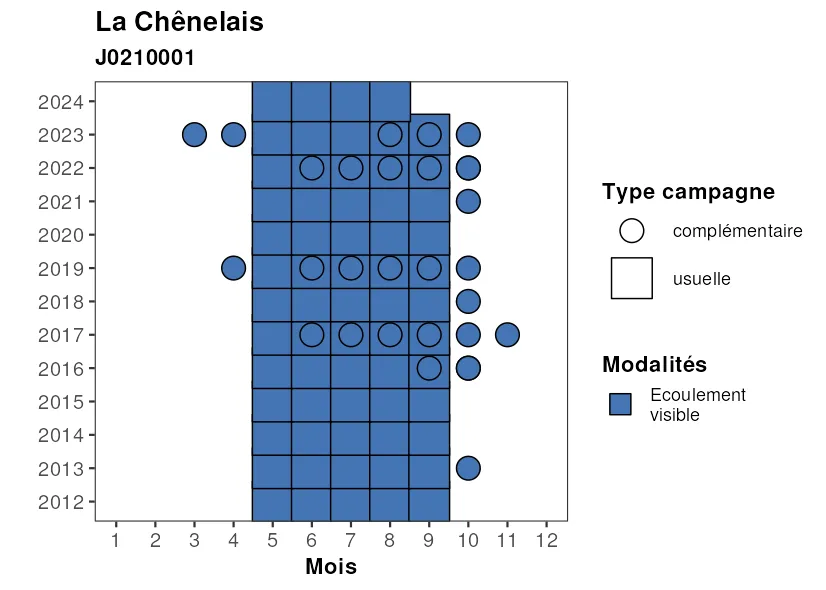 La Chênelais
J0210001
2024
2023
2022
2021
2020
2019
2018
2017
2016
2015
2014
2013
2012
1 2 3 4 5 6 7 8 9 10 11 12
Mois
Type campagne
complémentaire
usuelle
Modalités
Ecoulement
visible